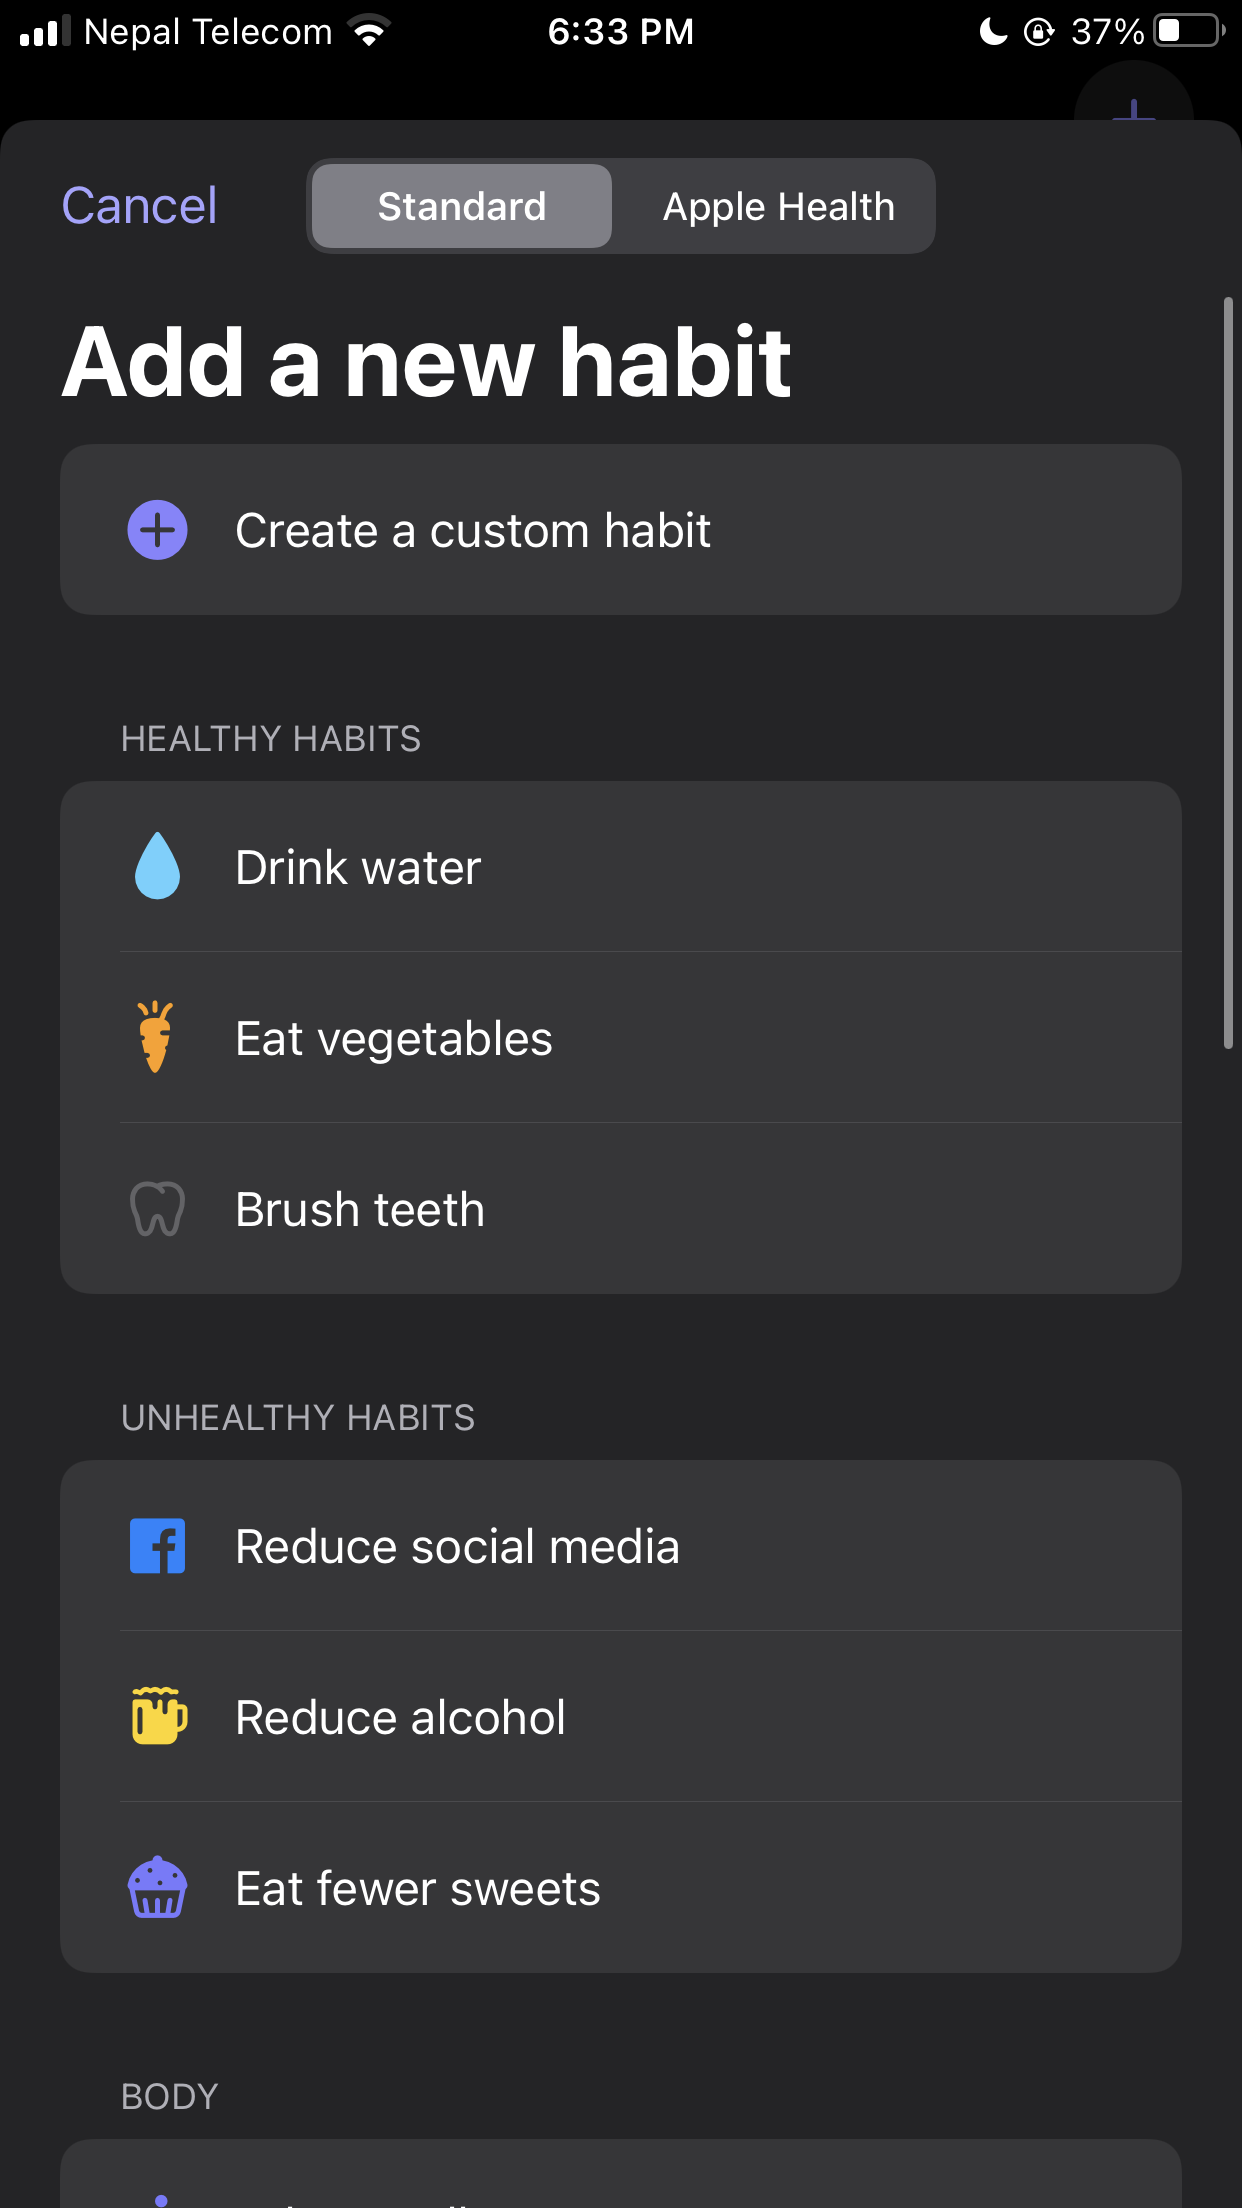 Nepal Telecom 6:33 PM 37%
Cancel Standard Apple Health
Add a new habit
Create a custom habit
HEALTHY HABITS
Drink water
Eat vegetables
Brush teeth
UNHEALTHY HABITS
Reduce social media
Reduce alcohol
Eat fewer sweets
BODY